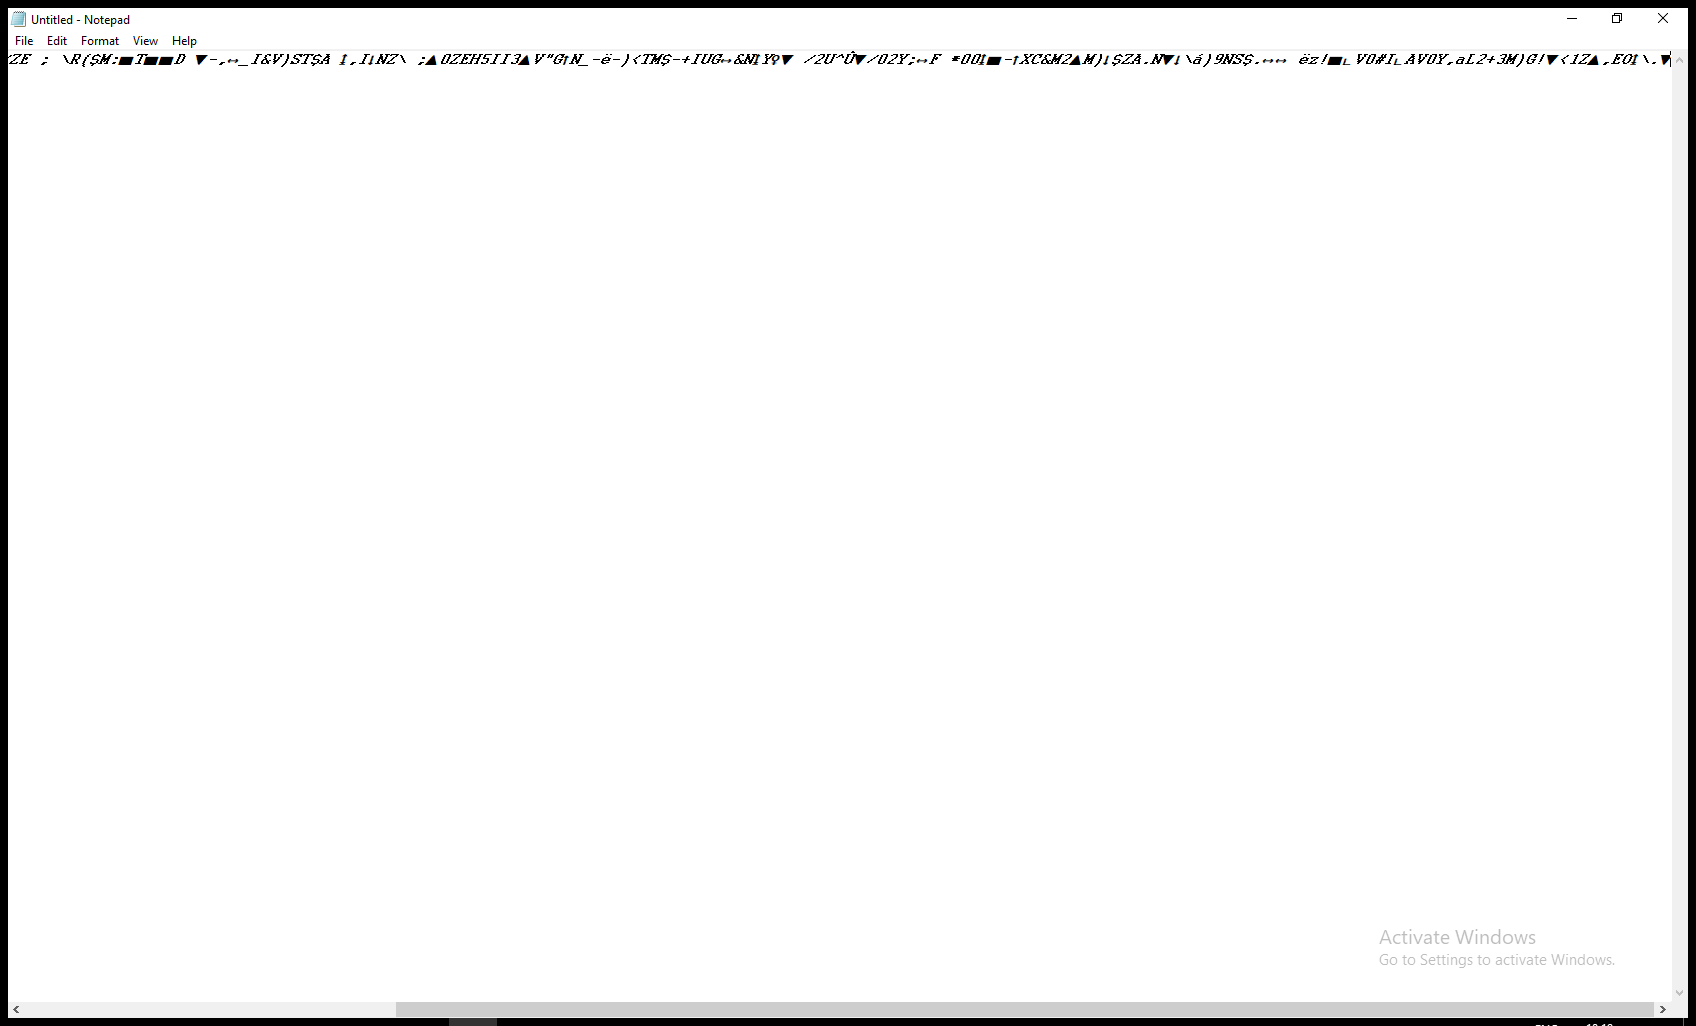 Untitled - Notepad
File Edit Format View Help
ZE ; \R($M:■T■■D ▼-,↔_I&V)ST$A ↨,I↓NZ\ ;▲0ZEH5II3▲V"G↑N_-ë-)<TM$-+IUG↔&N↨Y♀▼ /2U^Û▼/02Y;↔F *00↨■-↑XC&M2▲M)↓$ZA.N▼↓\á)9NS$.↔↔ ëz!■∟V0#I∟AV0Y,aL2+3M)G!▼<1Z▲,EO↨\.▼
Activate Windows
Go to Settings to activate Windows.